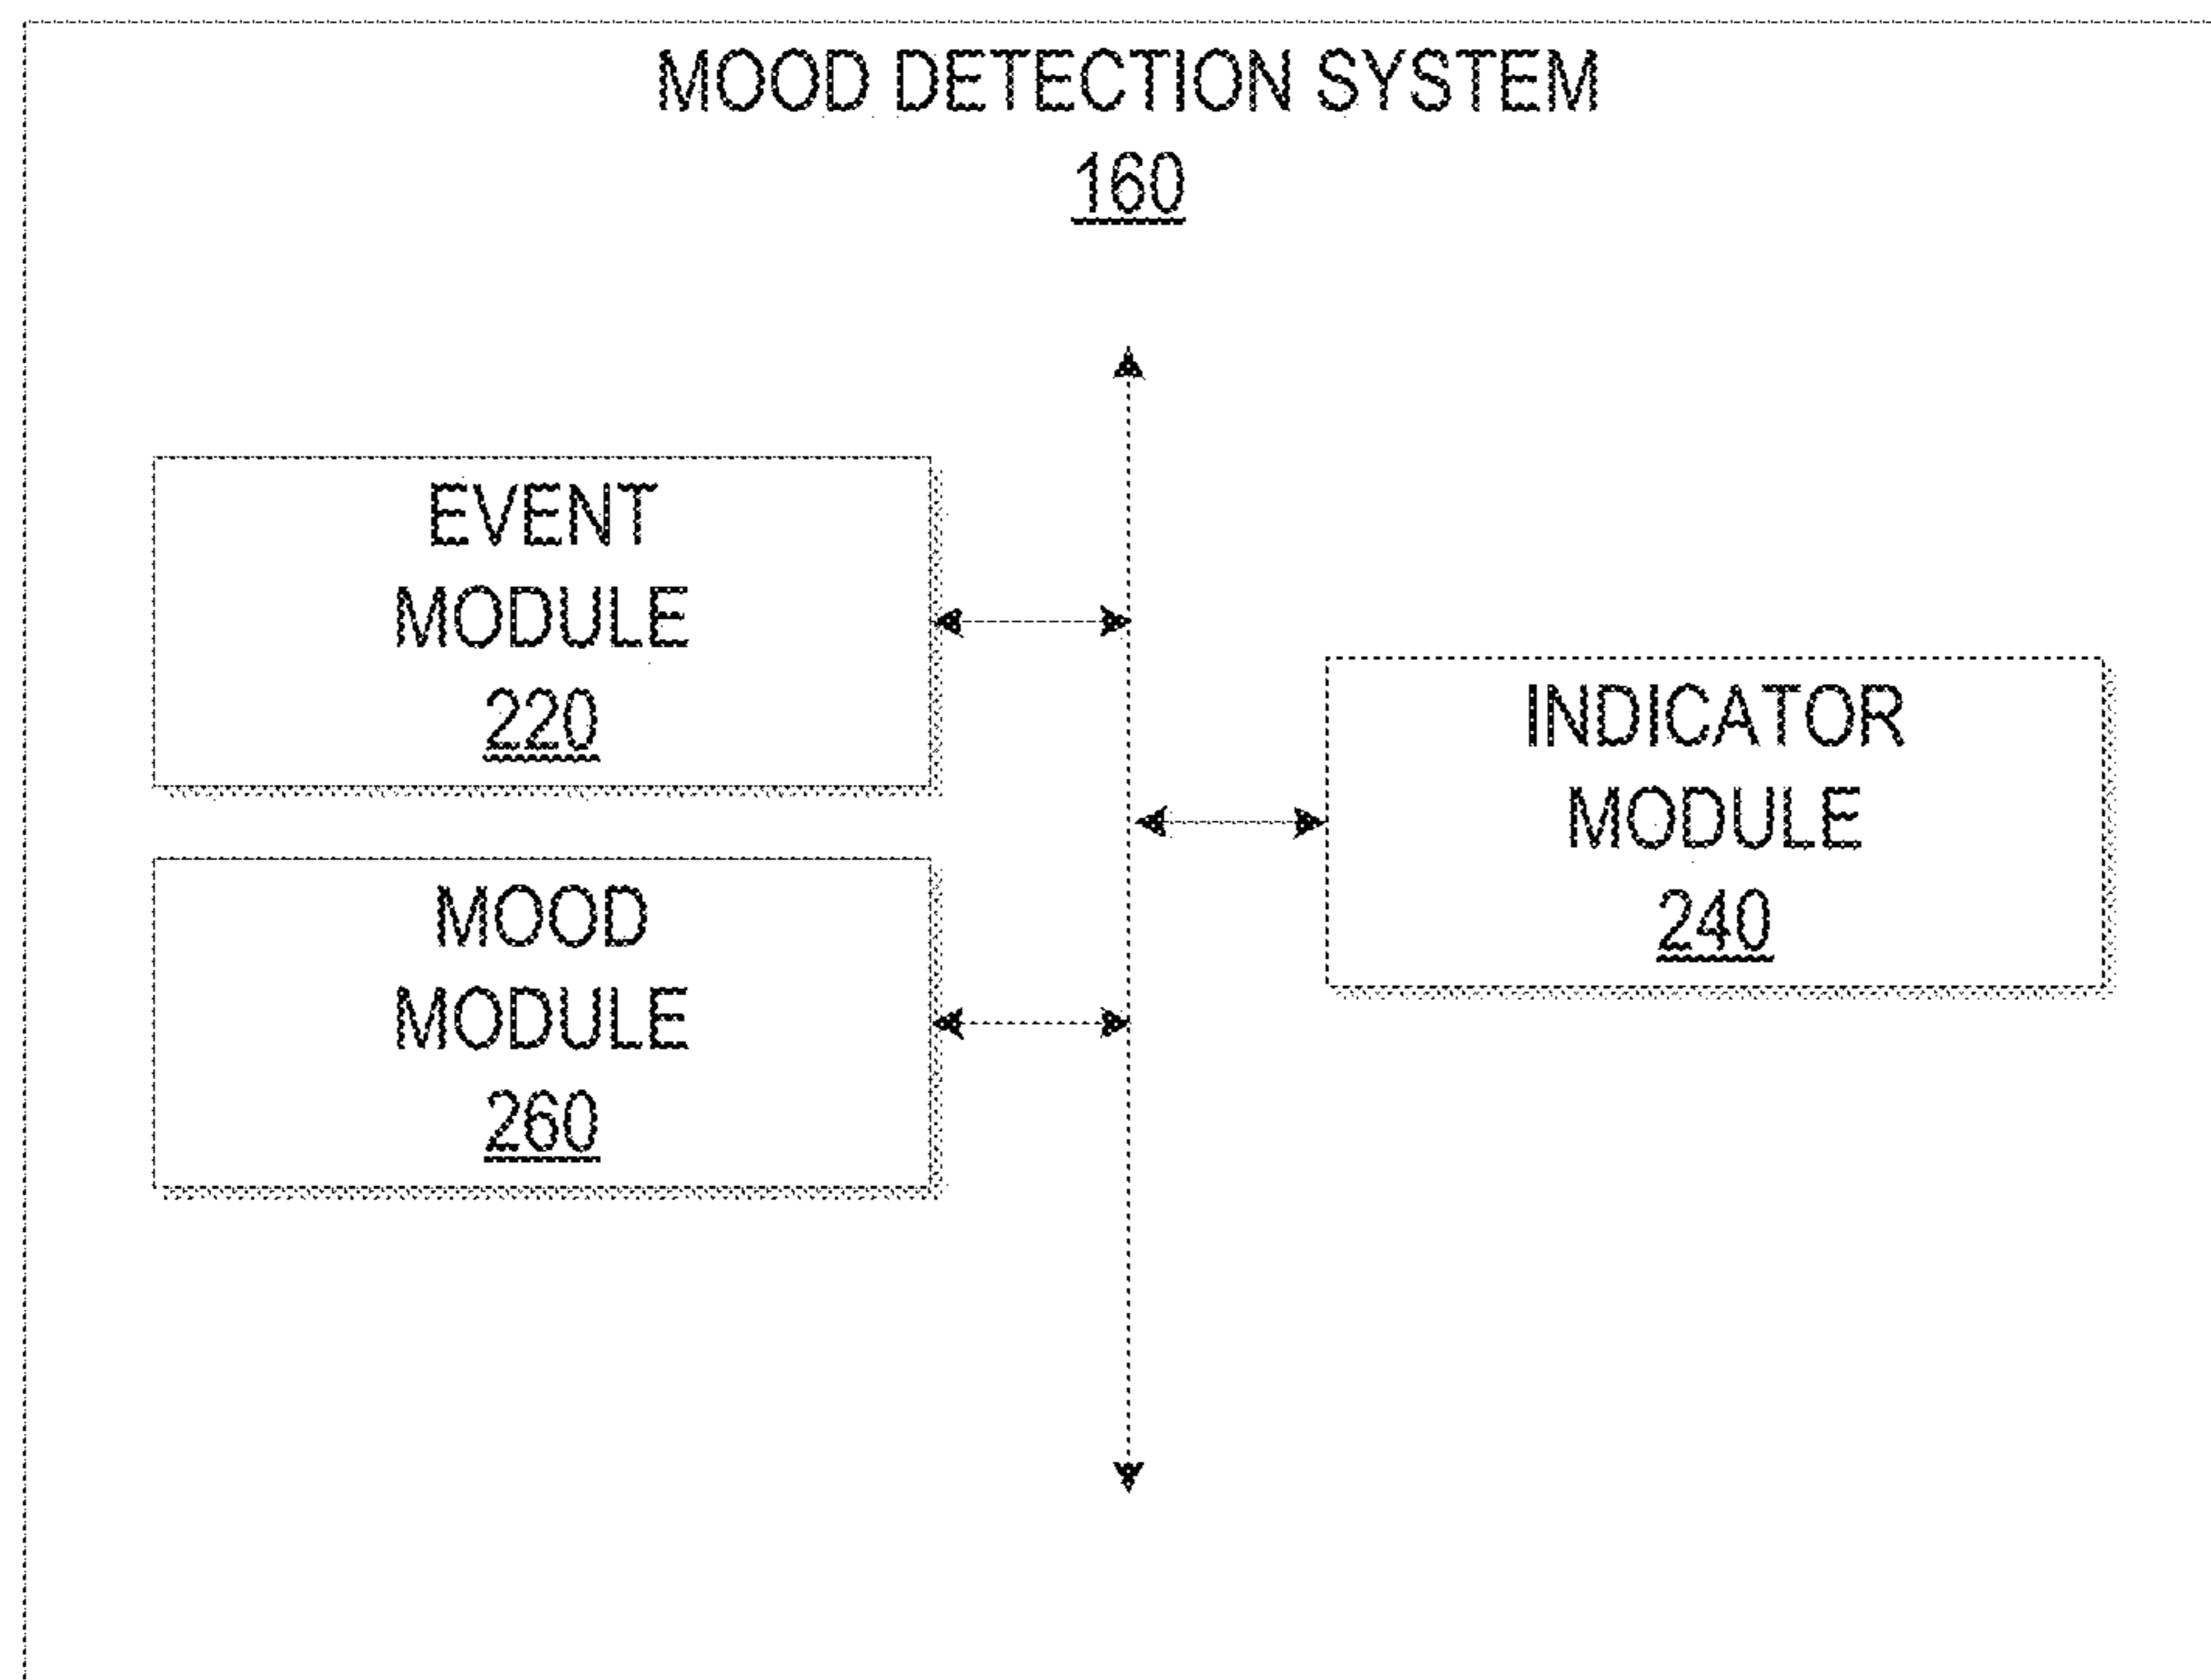 MOOD DETECTION SYSTEM
160
EVENT
MODULE
220
INDICATOR
MODULE
240
MOOD
MODULE
260